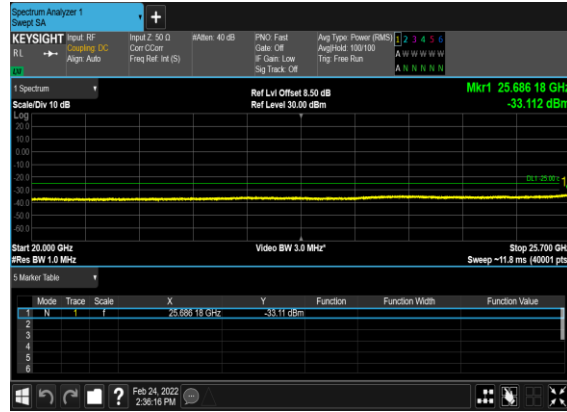 Spectrum Analyzer 1
Swept SA
+
KEYSIGHT Input: RF Input Z: 50 Ω #Atten: 40 dB PNO: Fast Avg Type: Power (RMS) 1 2 3 4 5 6
RL Coupling: DC Corr CCorr Gate: Off Avg|Hold: 100/100 A W W W W W
Align: Auto Freq Ref: Int (S) IF Gain: Low Trig: Free Run
Sig Track: Off A N N N N N
1 Spectrum Ref Lvl Offset 8.50 dB Mkr1 25.686 18 GHz
Scale/Div 10 dB Ref Level 30.00 dBm -33.112 dBm
Log
20.0
10.0
0.00
-10.0
-20.0
DL1 -25.00
-30.0
1
-40.0
-50.0
-60.0
Start 20.000 GHz Video BW 3.0 MHz* Stop 25.700 GHz
#Res BW 1.0 MHz Sweep ~11.8 ms (40001 pts)
5 Marker Table
Mode Trace Scale X Y Function Function Width Function Value
1 N 1 f 25.686 18 GHz -33.11 dBm
2
3
4
5
6
? Feb 24, 2022
2:36:16 PM